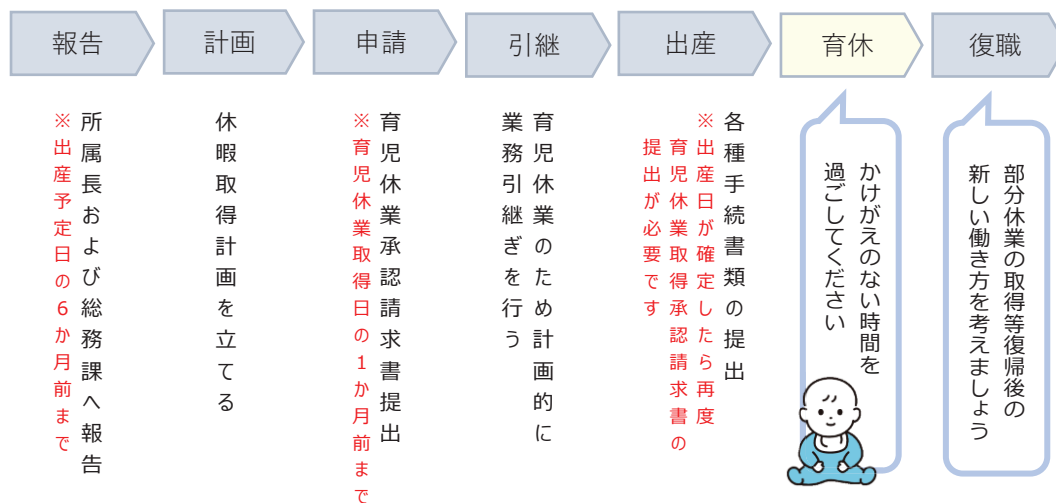 報告
計画
申請
引継
出産
育休
復職
所属長および総務課へ報告
※出産予定日の6か月前まで
休暇取得計画を立てる
育児休業承認請求書提出
※育児休業取得日の1か月前まで
育児休業のため計画的に
業務引継ぎを行う
各種手続書類の提出
※出産日が確定したら再度
育児休業取得承認請求書の
提出が必要です
かけがえのない時間を
過ごしてください
部分休業の取得等復帰後の
新しい働き方を考えましょう